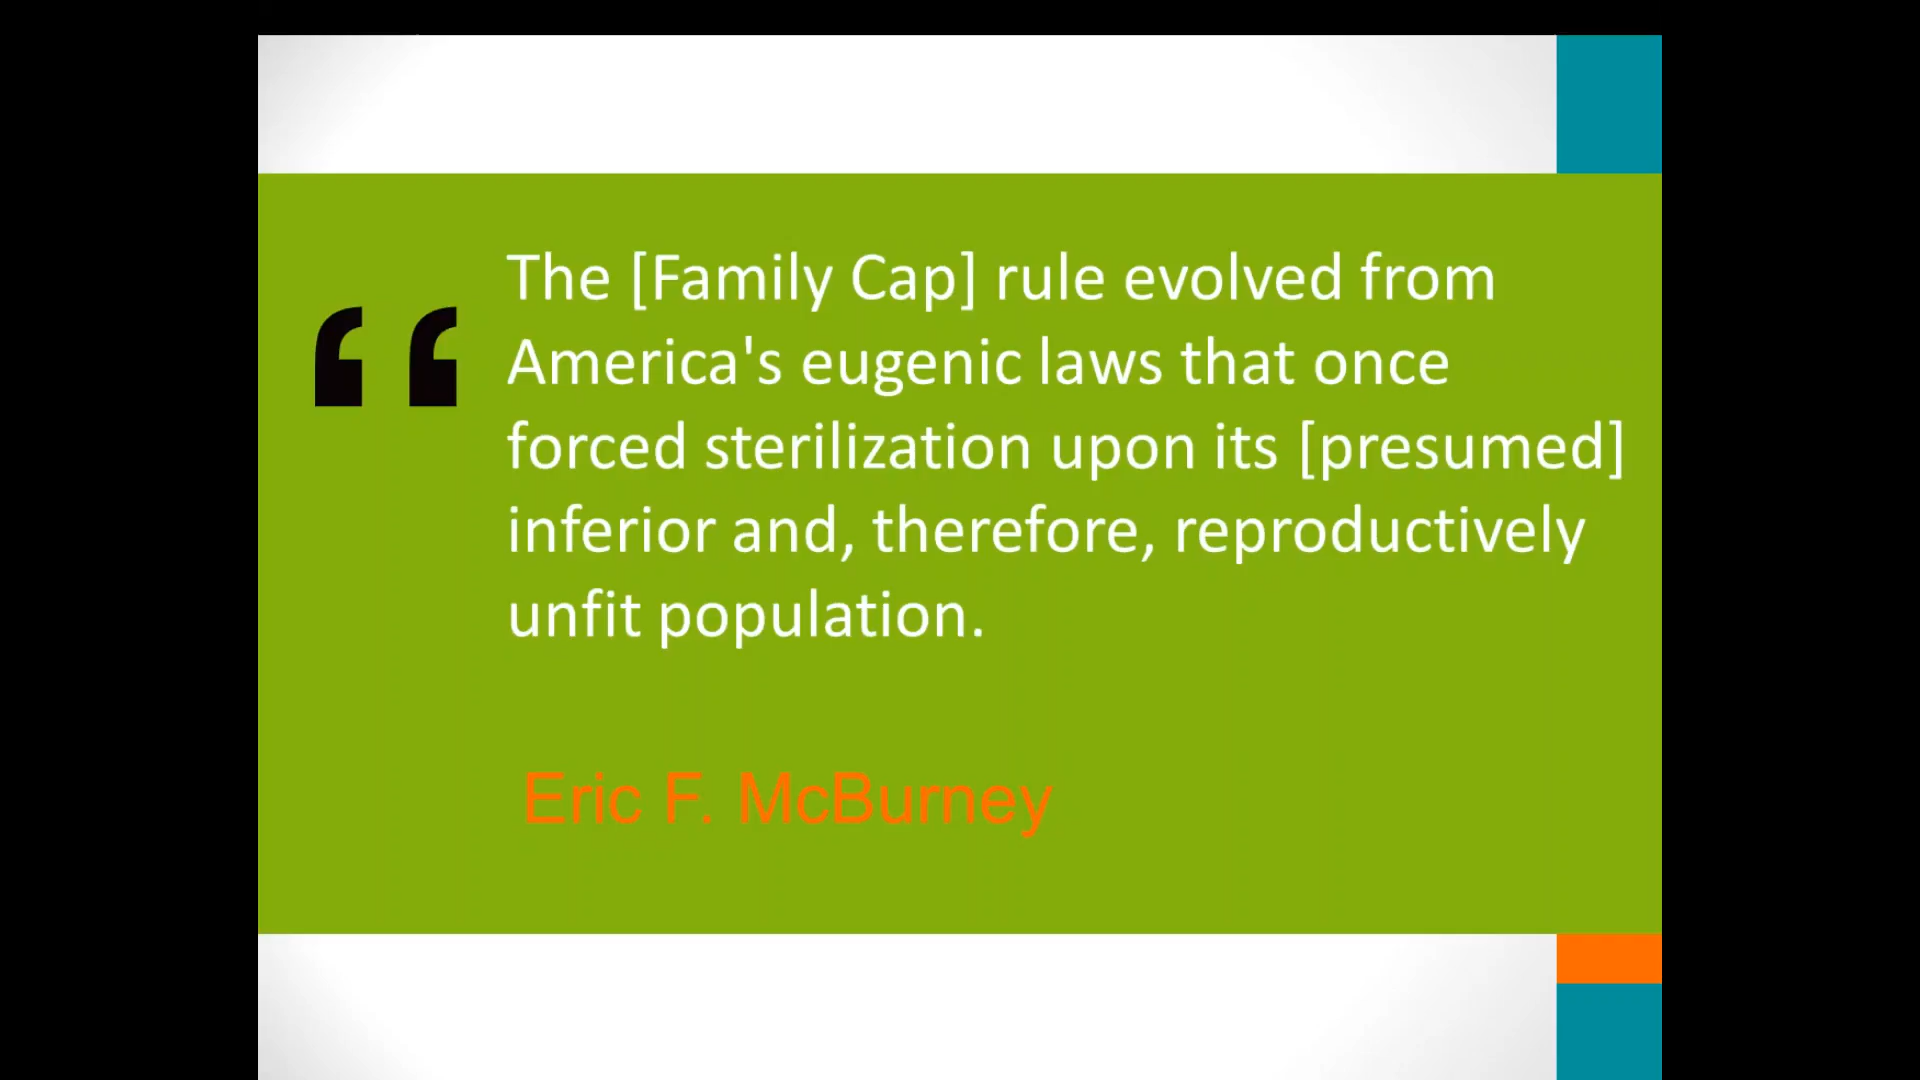 “
The [Family Cap] rule evolved from
America's eugenic laws that once
forced sterilization upon its [presumed]
inferior and, therefore, reproductively
unfit population.
Eric F. McBurney